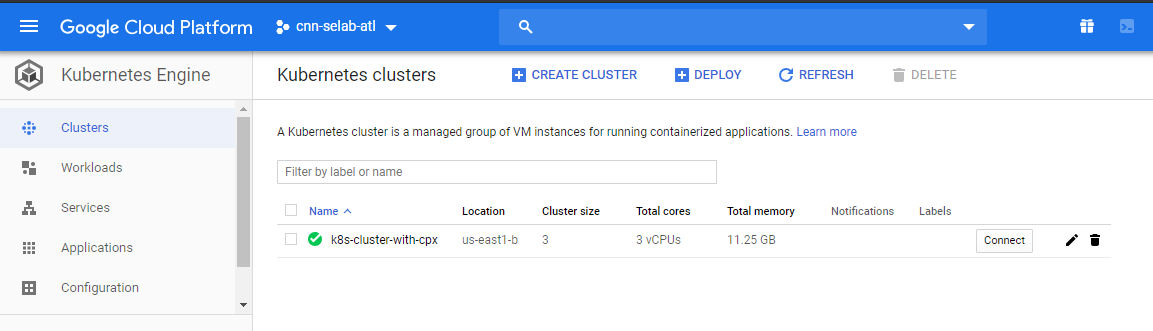 Google Cloud Platform cnn-selab-atl
Kubernetes Engine
Kubernetes clusters CREATE CLUSTER DEPLOY REFRESH DELETE
Clusters
Workloads
Services
Applications
Configuration
A Kubernetes cluster is a managed group of VM instances for running containerized applications. Learn more
Filter by label or name
Name Location Cluster size Total cores Total memory Notifications Labels
k8s-cluster-with-cpx us-east1-b 3 3 vCPUs 11.25 GB Connect